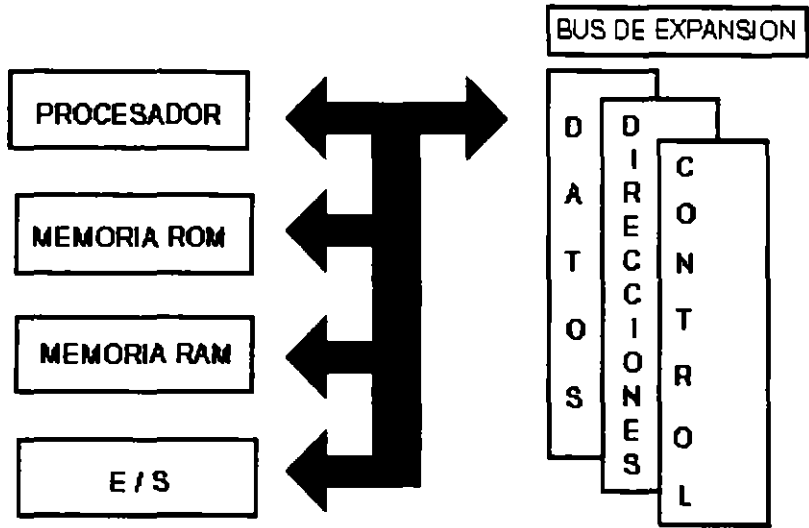 BUS DE EXPANSION
PROCESADOR
MEMORIA ROM
MEMORIA RAM
E / S
DATOS
DIRECCIONES
CONTROL